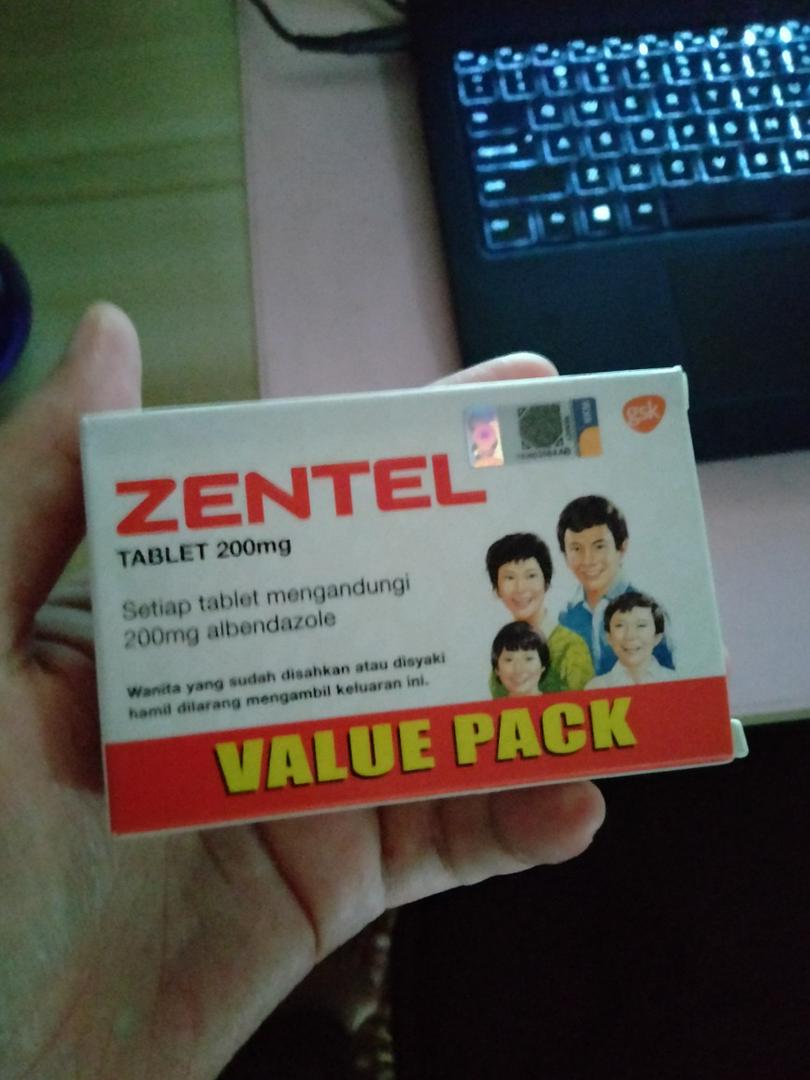 gsk
ZENTEL
TABLET 200mg
Setiap tablet mengandungi
200mg albendazole
Wanita yang sudah disahkan atau disyaki
hamil dilarang mengambil keluaran ini.
VALUE PACK